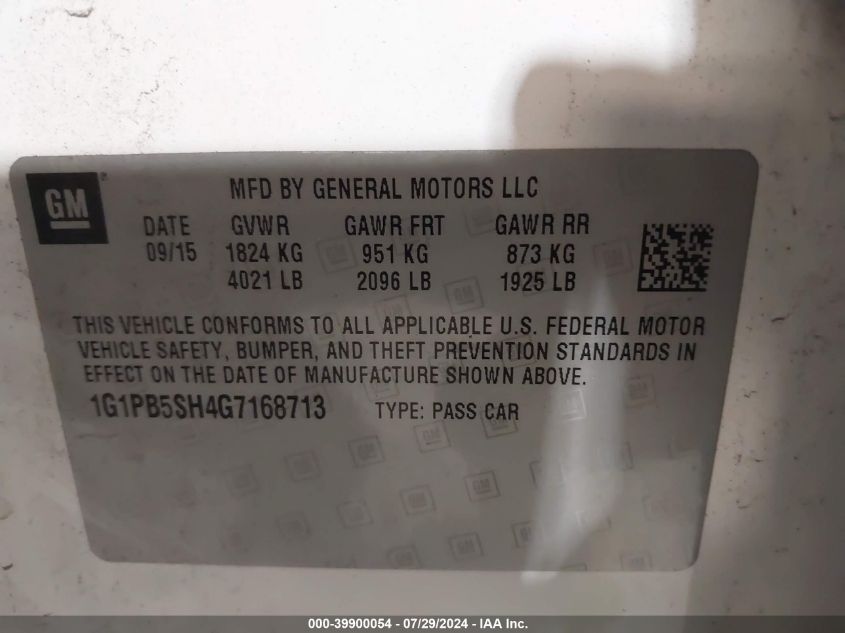 GM ®
MFD BY GENERAL MOTORS LLC
DATE GVWR GAWR FRT GAWR RR
09/15 1824 KG 951 KG 873 KG
4021 LB 2096 LB 1925 LB
THIS VEHICLE CONFORMS TO ALL APPLICABLE U.S. FEDERAL MOTOR
VEHICLE SAFETY, BUMPER, AND THEFT PREVENTION STANDARDS IN
EFFECT ON THE DATE OF MANUFACTURE SHOWN ABOVE.
1G1PB5SH4G7168713 TYPE: PASS CAR
000-39900054 - 07/29/2024 - IAA Inc.